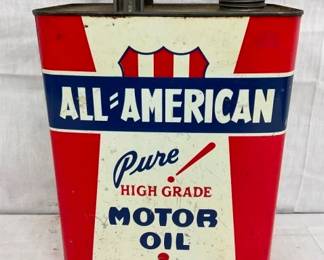 ALL-AMERICAN
Pure!
HIGH GRADE
MOTOR
OIL